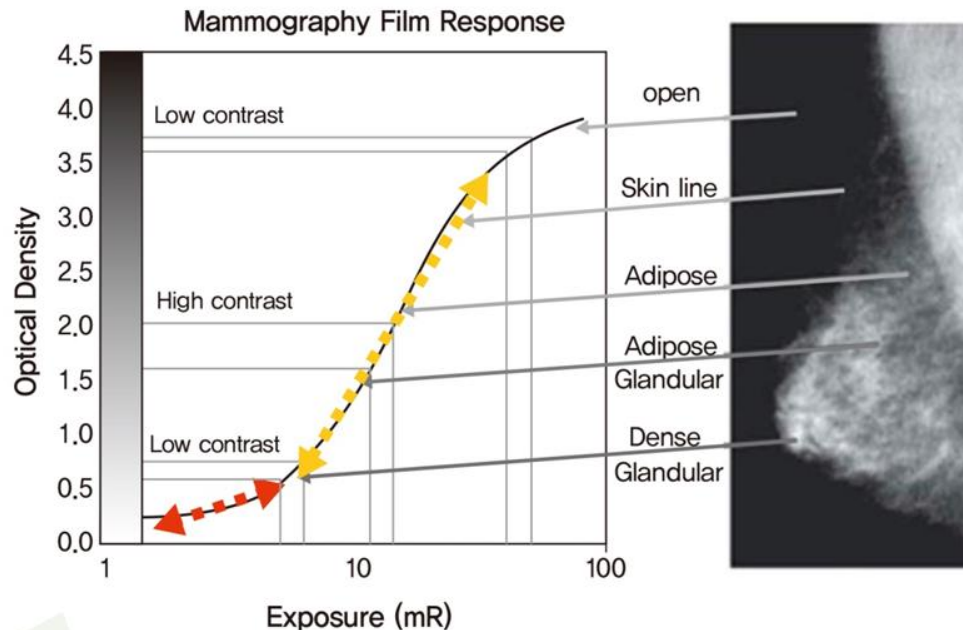 Mammography Film Response
4.5
4.0
3.5
3.0
2.5
2.0
1.5
1.0
0.5
0.0
Optical Density
Low contrast
High contrast
Low contrast
1
10
100
Exposure (mR)
open
Skin line
Adipose
Adipose
Glandular
Dense
Glandular